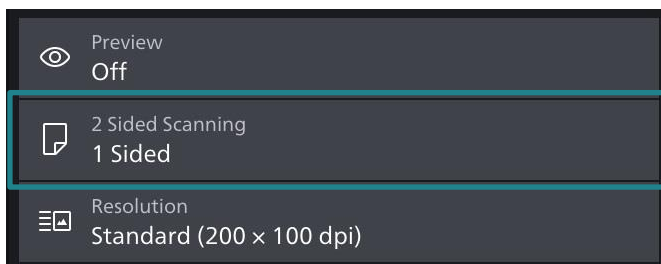 Preview
Off
2 Sided Scanning
1 Sided
Resolution
Standard (200 × 100 dpi)